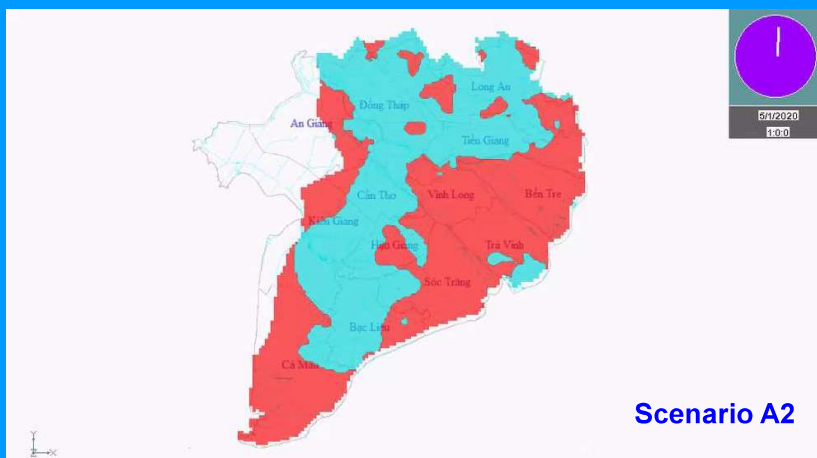 5/1/2020
1:0:0
Long An
Đồng Tháp
An Giang
Tiền Giang
Cần Thơ
Vĩnh Long
Bến Tre
Kiên Giang
Hậu Giang
Trà Vinh
Sóc Trăng
Bạc Liêu
Cà Mau
Scenario A2
Y
Z
X